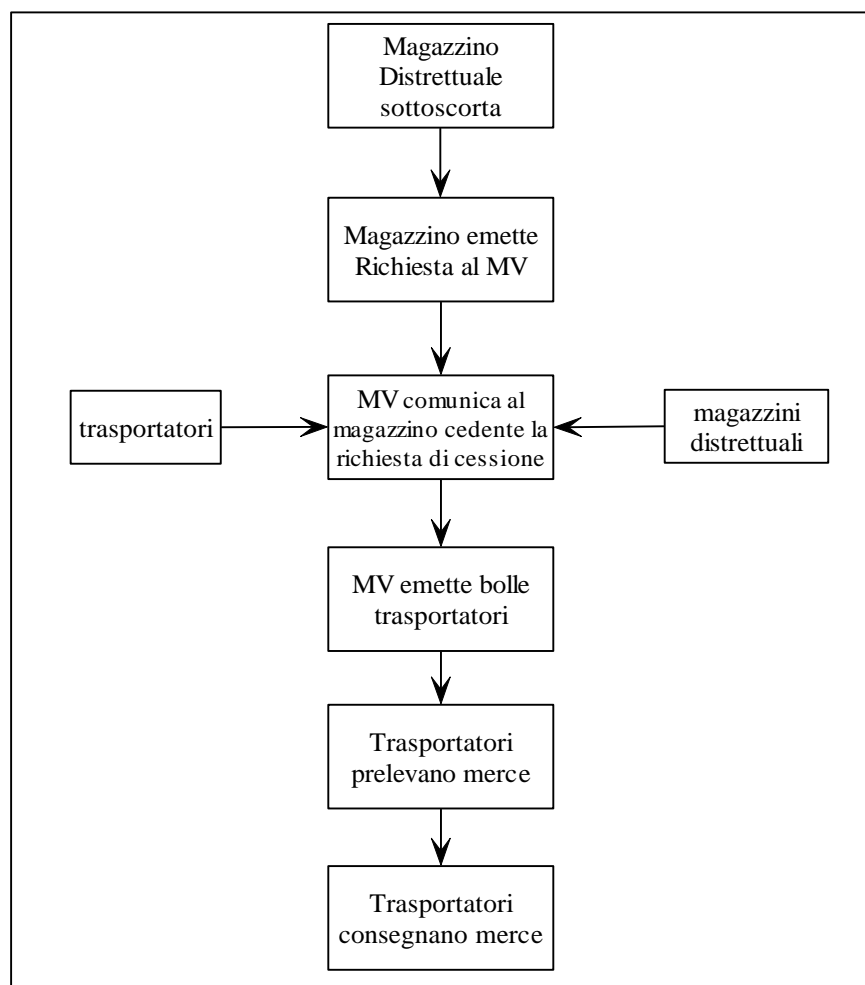 Magazzino
Distrettuale
sottoscorta
Magazzino emette
Richiesta al MV
MV comunica al
magazzino cedente la
richiesta di cessione
trasportatori
magazzini
distrettuali
MV emette bolle
trasportatori
Trasportatori
prelevano merce
Trasportatori
consegnano merce